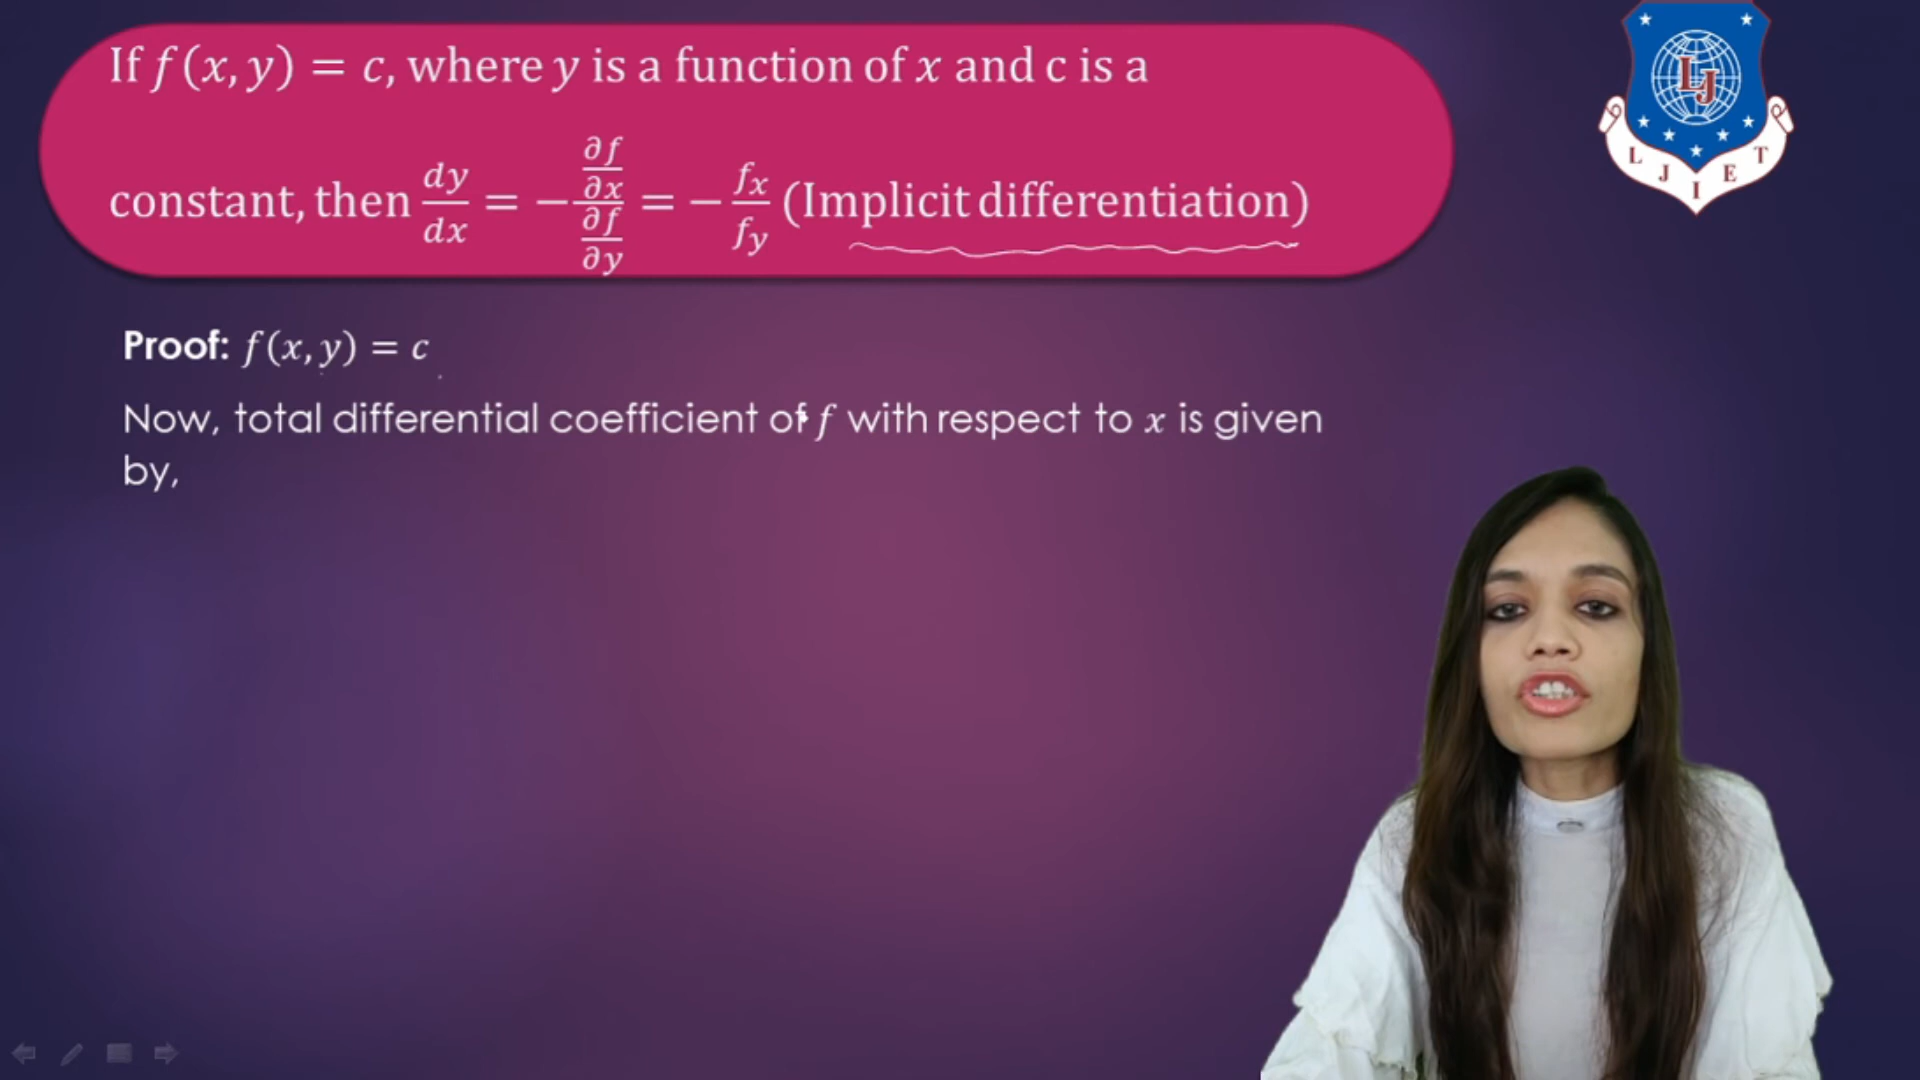 If f(x, y) = c, where y is a function of x and c is a
constant, then dy/dx = −(∂f/∂x)/(∂f/∂y) = −fx/fy (Implicit differentiation)
Proof: f(x, y) = c
Now, total differential coefficient of f with respect to x is given
by,
LJ
L J I E T